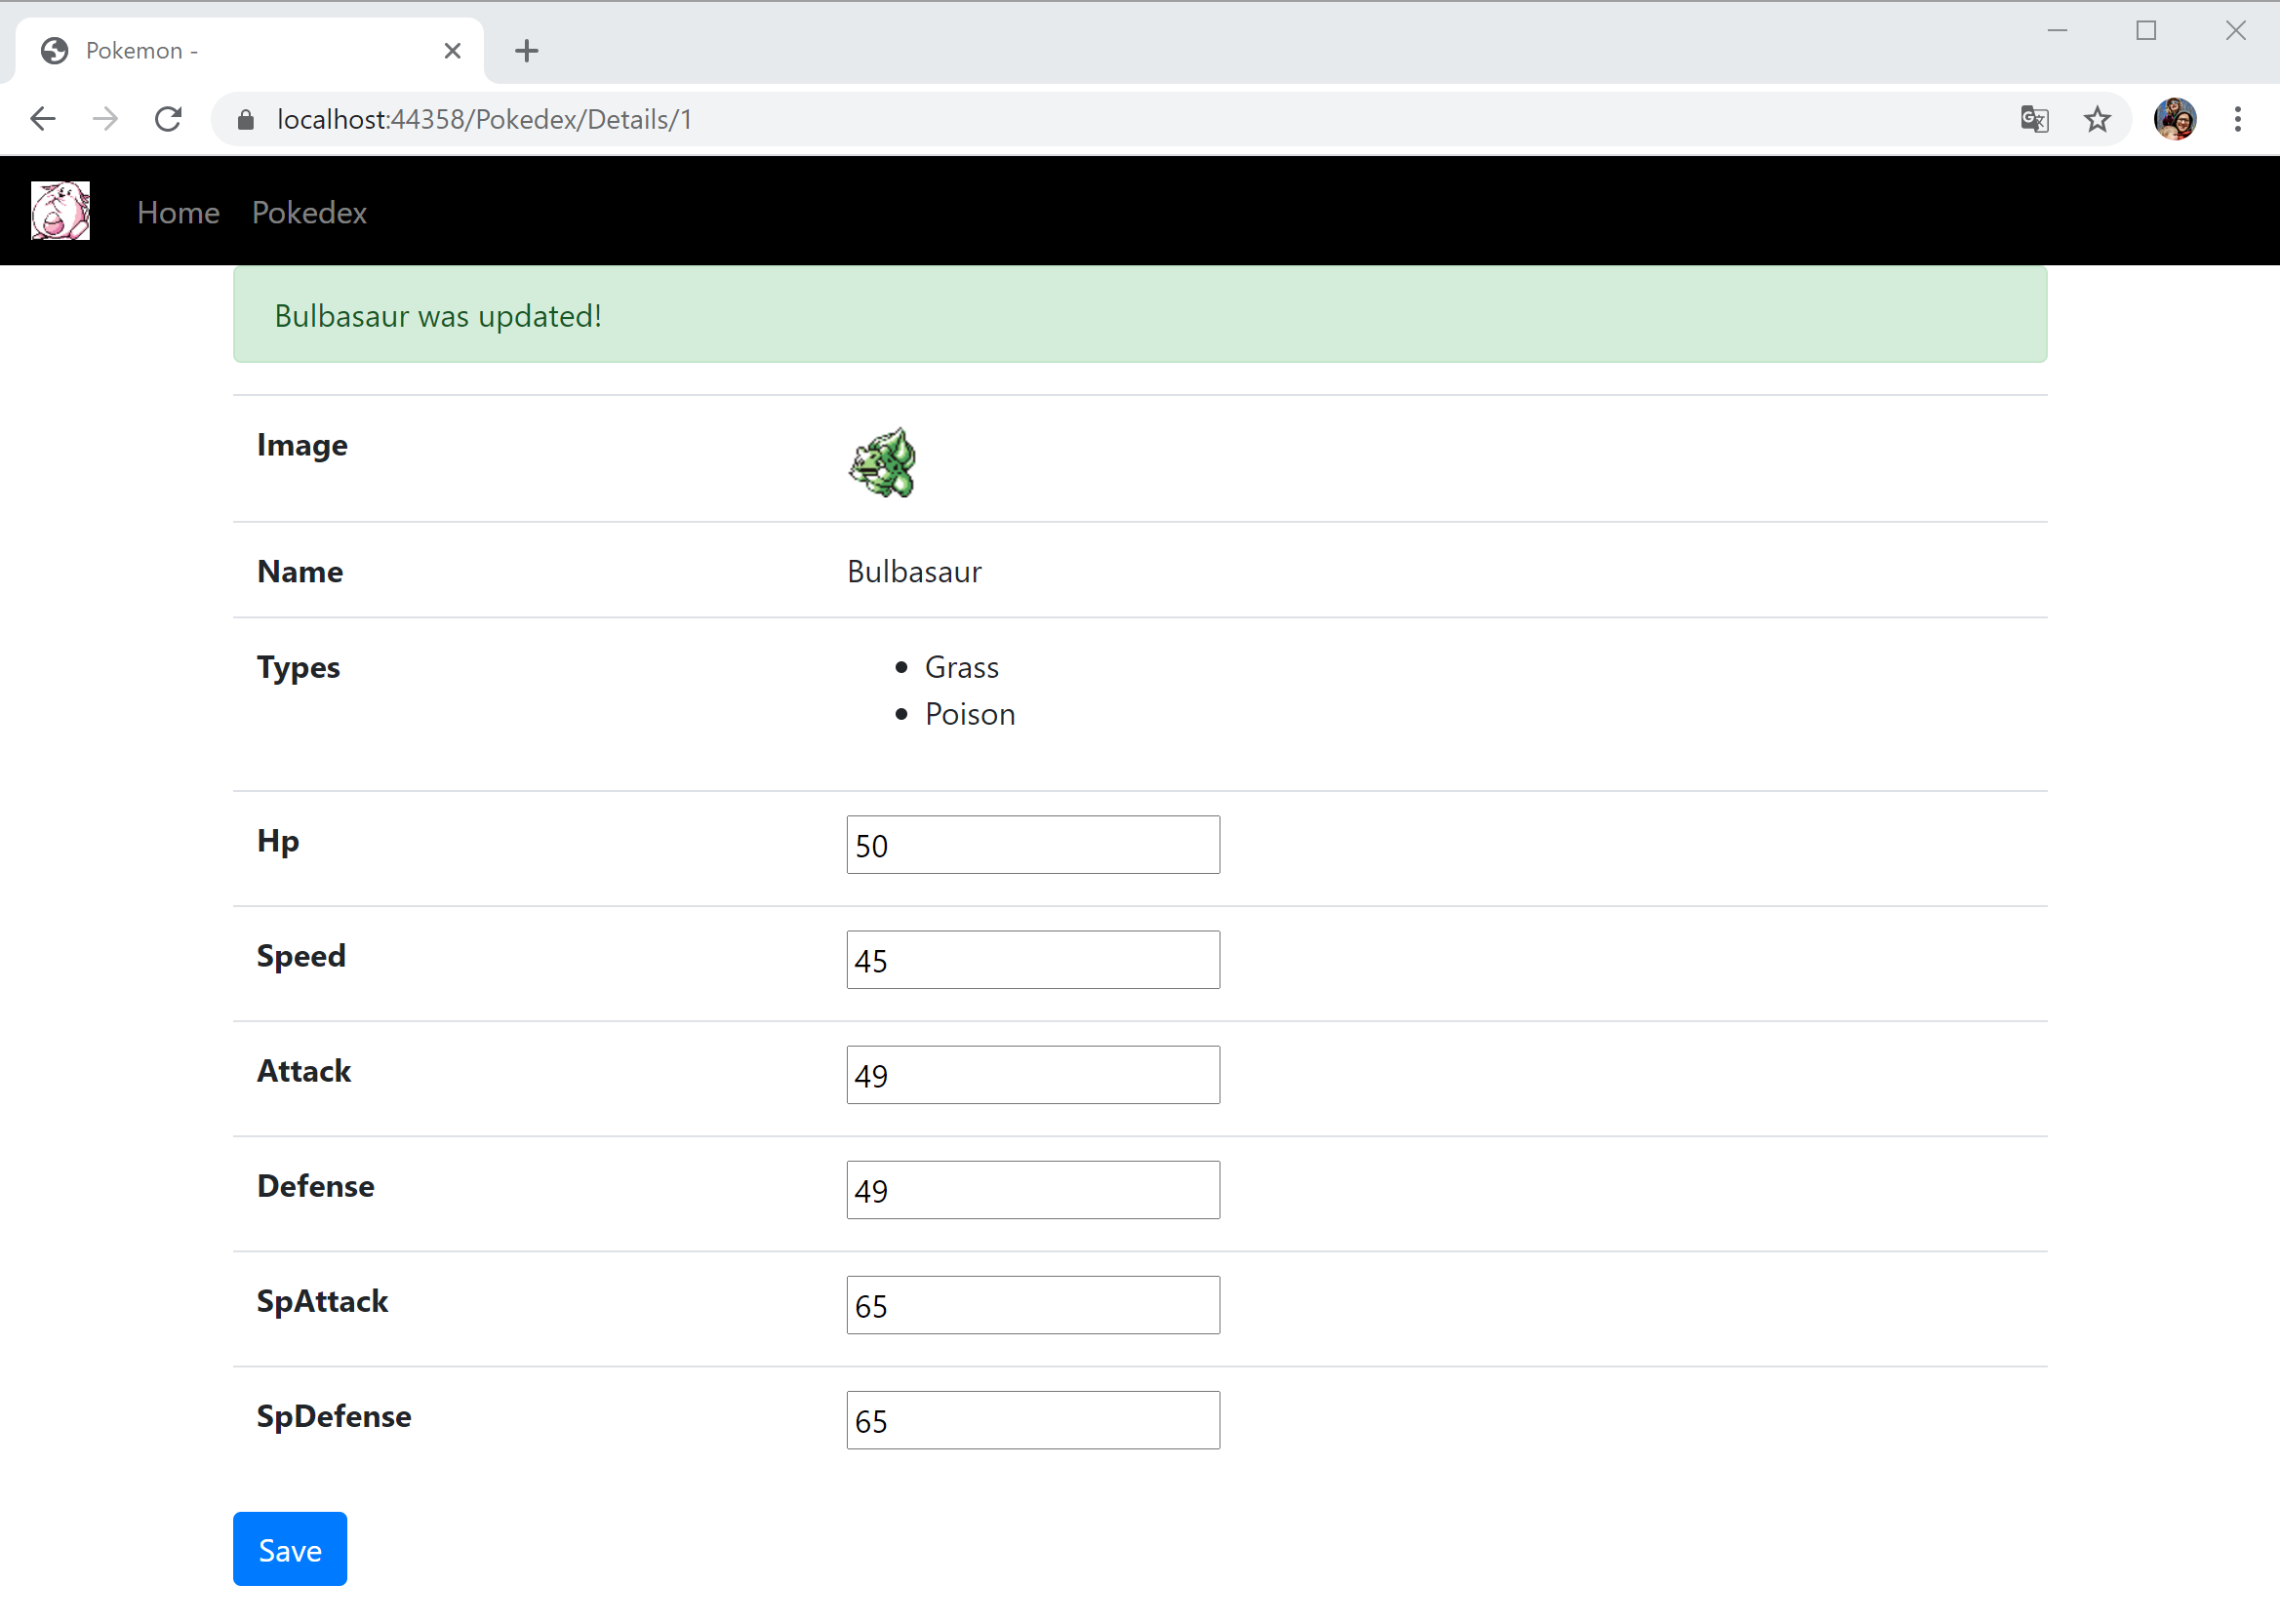 Pokemon -
localhost:44358/Pokedex/Details/1
Home Pokedex
Bulbasaur was updated!
Image
Name Bulbasaur
Types
Grass
Poison
Hp 50
Speed 45
Attack 49
Defense 49
SpAttack 65
SpDefense 65
Save